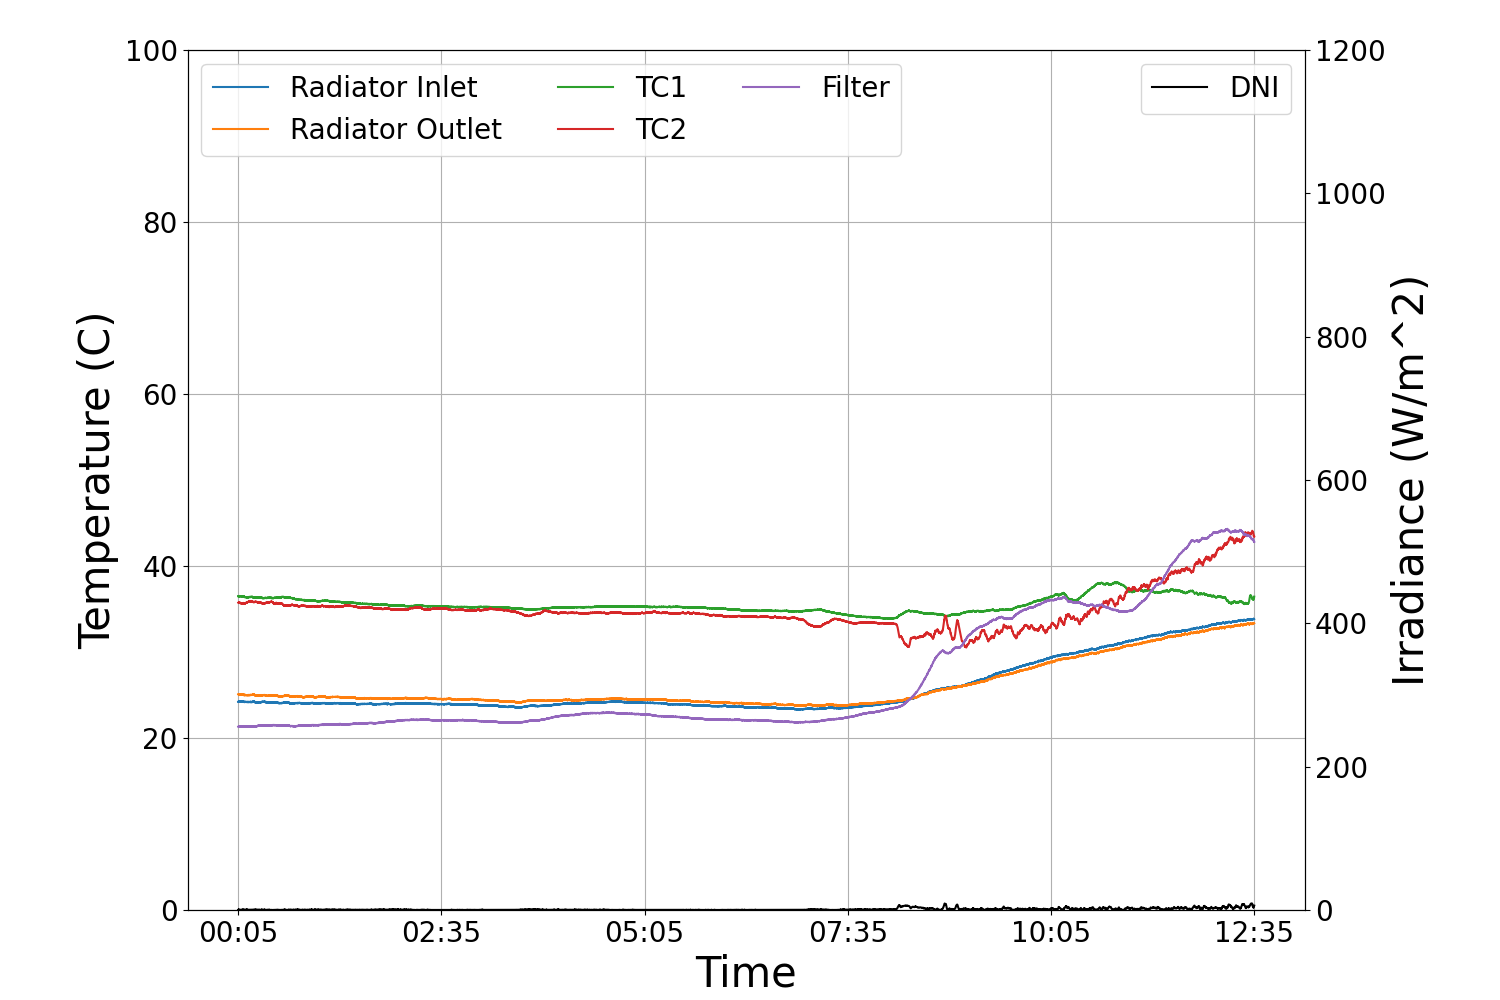 Radiator Inlet
Radiator Outlet
TC1
TC2
Filter
DNI
Temperature (C)
100
80
60
40
20
0
Irradiance (W/m^2)
1200
1000
800
600
400
200
0
00:05 02:35 05:05 07:35 10:05 12:35
Time